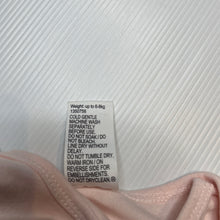 Weight: up to 6-8kg
1350755
COLD GENTLE
MACHINE WASH
SEPARATELY
BEFORE USE.
DO NOT SOAK / DO
NOT BLEACH.
LINE DRY WITHOUT
DELAY.
DO NOT TUMBLE DRY.
WARM IRON / ON
REVERSE SIDE FOR
EMBELLISHMENTS.
DO NOT DRYCLEAN.